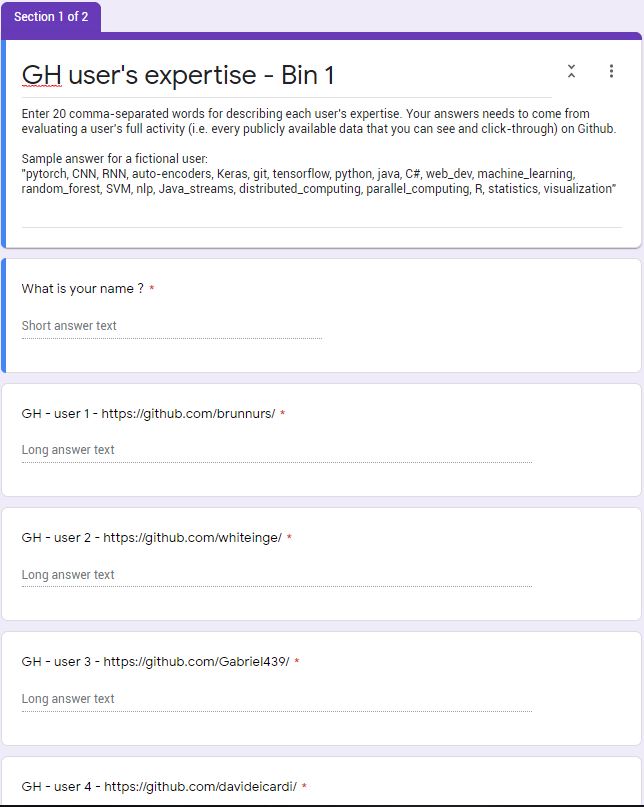 Section 1 of 2
GH user's expertise - Bin 1
Enter 20 comma-separated words for describing each user's expertise. Your answers needs to come from
evaluating a user's full activity (i.e. every publicly available data that you can see and click-through) on Github.
Sample answer for a fictional user:
"pytorch, CNN, RNN, auto-encoders, Keras, git, tensorflow, python, java, C#, web_dev, machine_learning,
random_forest, SVM, nlp, Java_streams, distributed_computing, parallel_computing, R, statistics, visualization"
What is your name ? *
Short answer text
GH - user 1 - https://github.com/brunnurs/ *
Long answer text
GH - user 2 - https://github.com/whiteinge/ *
Long answer text
GH - user 3 - https://github.com/Gabriel439/ *
Long answer text
GH - user 4 - https://github.com/davideicardi/ *